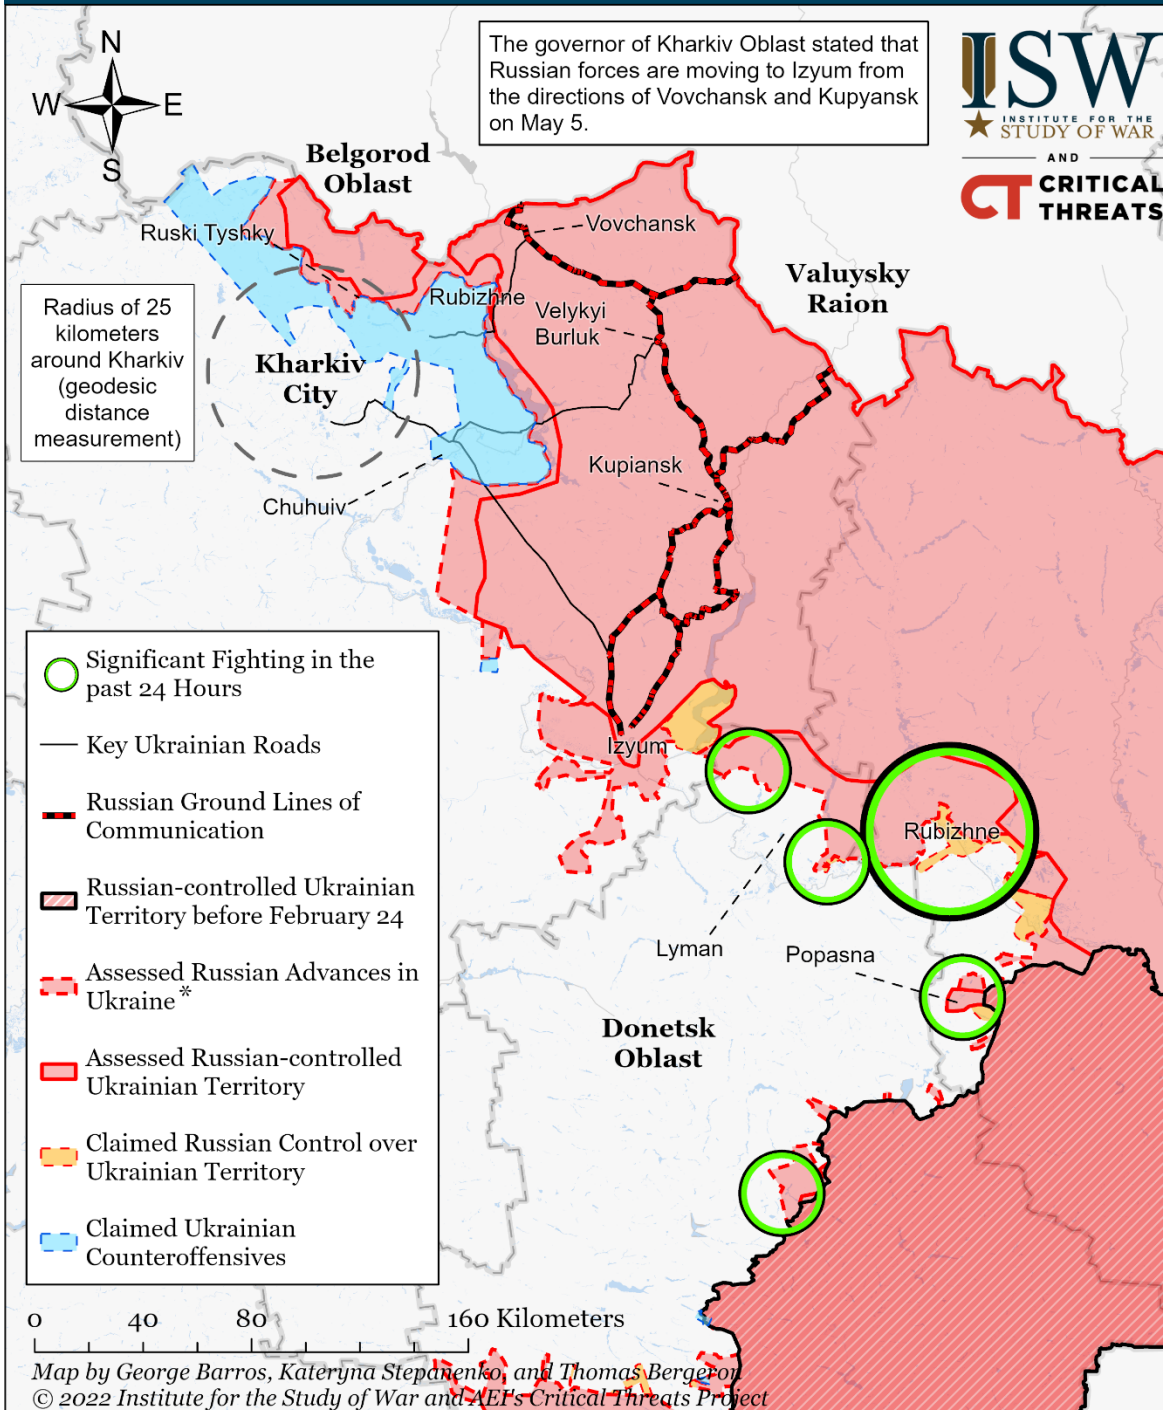 N
W
E
S
The governor of Kharkiv Oblast stated that
Russian forces are moving to Izyum from
the directions of Vovchansk and Kupyansk
on May 5.
ISW
INSTITUTE FOR THE
STUDY OF WAR
AND
CT CRITICAL
THREATS
Belgorod
Oblast
Ruski Tyshky
Vovchansk
Valuysky
Raion
Rubizhne
Velykyi
Burluk
Radius of 25
kilometers
around Kharkiv
(geodesic
distance
measurement)
Kharkiv
City
Kupiansk
Chuhuiv
Izyum
Rubizhne
Lyman
Popasna
Donetsk
Oblast
Significant Fighting in the
past 24 Hours
Key Ukrainian Roads
Russian Ground Lines of
Communication
Russian-controlled Ukrainian
Territory before February 24
Assessed Russian Advances in
Ukraine*
Assessed Russian-controlled
Ukrainian Territory
Claimed Russian Control over
Ukrainian Territory
Claimed Ukrainian
Counteroffensives
0 40 80 160 Kilometers
Map by George Barros, Kateryna Stepanenko, and Thomas Bergeron
© 2022 Institute for the Study of War and AEI's Critical Threats Project